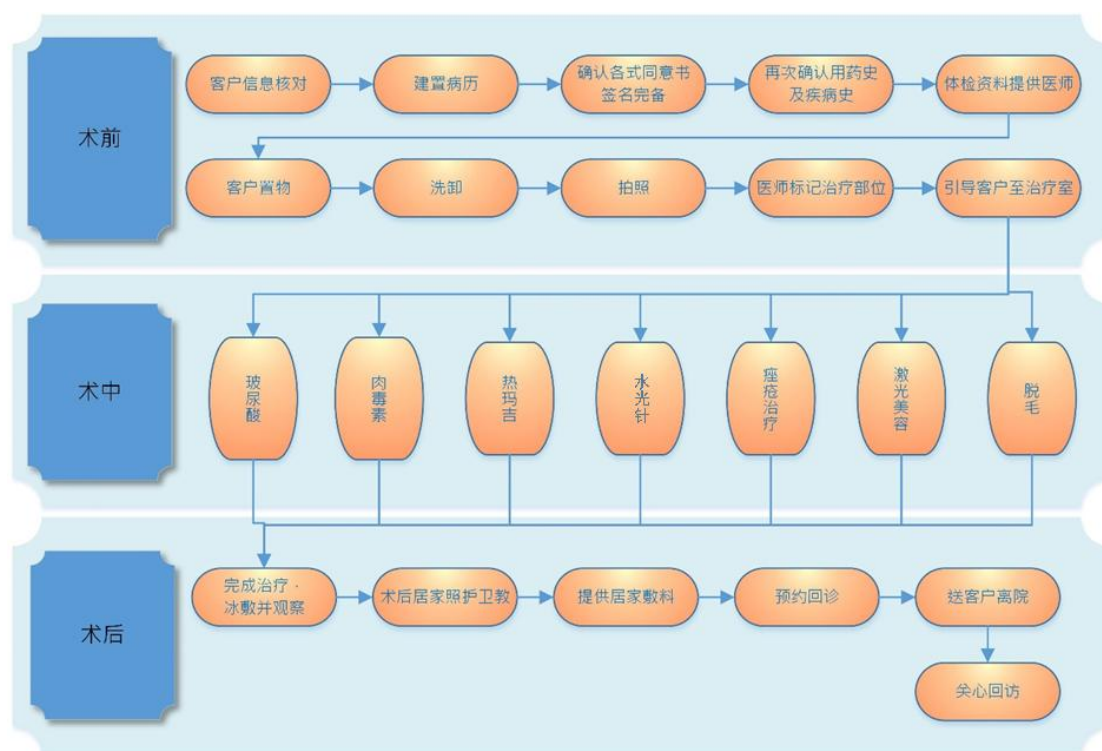 术前
客户信息核对
建置病历
确认各式同意书
签名完备
再次确认用药史
及疾病史
体检资料提供医师
客户置物
洗卸
拍照
医师标记治疗部位
引导客户至治疗室
术中
玻尿酸
肉毒素
热玛吉
水光针
痤疮治疗
激光美容
脱毛
术后
完成治疗·
冰敷并观察
术后居家照护卫教
提供居家敷料
预约回诊
送客户离院
关心回访